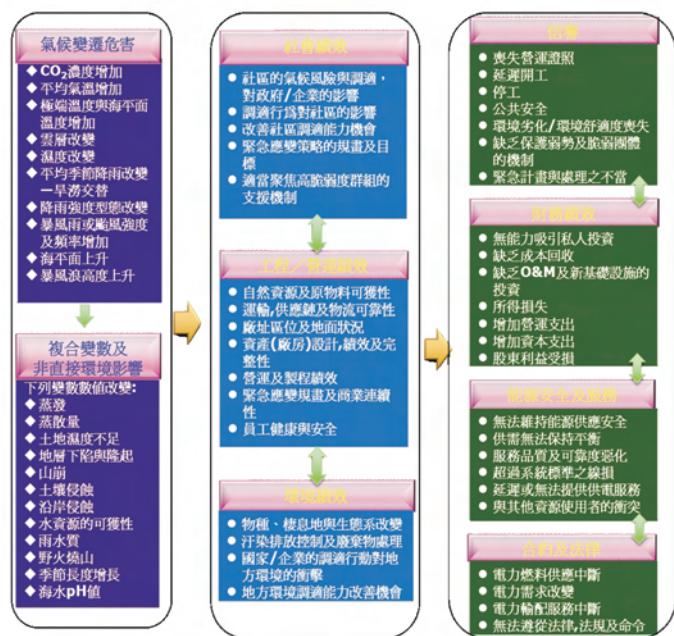 氣候變遷危害
◆CO₂濃度增加
◆平均氣溫增加
◆極端溫度與海平面
溫度增加
◆雲層改變
◆濕度改變
◆平均季節降雨改變
—旱澇交替
◆降雨強度型態改變
◆暴風雨或颱風強度
及頻率增加
◆海平面上升
◆暴風浪高度上升
複合變數及
非直接環境影響
下列變數數值改變:
◆蒸發
◆蒸散量
◆土地濕度不足
◆地層下陷與隆起
◆山崩
◆土壤侵蝕
◆沿岸侵蝕
◆水資源的可獲性
◆雨水質
◆野火燒山
◆季節長度增長
◆海水pH值
社會績效
• 社區的氣候風險與調適，
對政府/企業的影響
• 調適行為對社區的影響
• 改善社區調適能力機會
• 緊急應變策略的規畫及目
標
• 適當聚焦高脆弱度群組的
支援機制
工程／營運績效
• 自然資源及原物料可獲性
• 運輸,供應鏈及物流可靠性
• 廠址區位及地面狀況
• 資產(廠房)設計,績效及完
整性
• 營運及製程績效
• 緊急應變規畫及商業連續
性
• 員工健康與安全
環境績效
• 物種、棲息地與生態系改變
• 汙染排放控制及廢棄物處理
• 國家/企業的調適行動對地
方環境的衝擊
• 地方環境調適能力改善機會
信譽
• 喪失營運證照
• 延遲開工
• 停工
• 公共安全
• 環境劣化/環境舒適度喪失
• 缺乏保護弱勢及脆弱團體
的機制
• 緊急計畫與處理之不當
財務績效
• 無能力吸引私人投資
• 缺乏成本回收
• 缺乏O&M及新基礎設施的
投資
• 所得損失
• 增加營運支出
• 增加資本支出
• 股東利益受損
能源安全及服務
• 無法維持能源供應安全
• 供需無法保持平衡
• 服務品質及可靠度惡化
• 超過系統標準之線損
• 延遲或無法提供供電服務
• 與其他資源使用者的衝突
合約及法律
• 電力燃料供應中斷
• 電力需求改變
• 電力輸配服務中斷
• 無法遵從法律,法規及命令